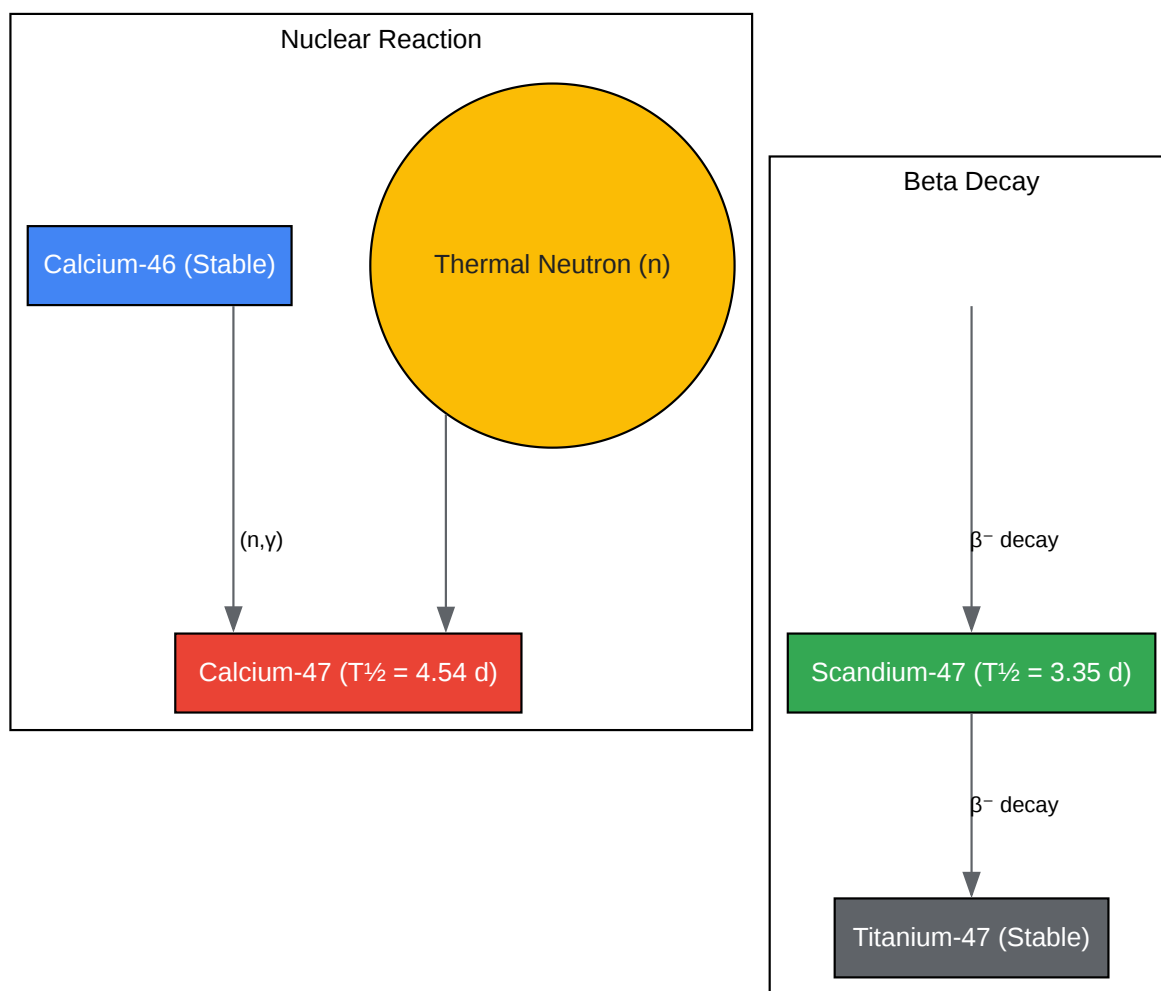 Nuclear Reaction
Calcium-46 (Stable)
Thermal Neutron (n)
(n,γ)
Calcium-47 (T½ = 4.54 d)
Beta Decay
β⁻ decay
Scandium-47 (T½ = 3.35 d)
β⁻ decay
Titanium-47 (Stable)